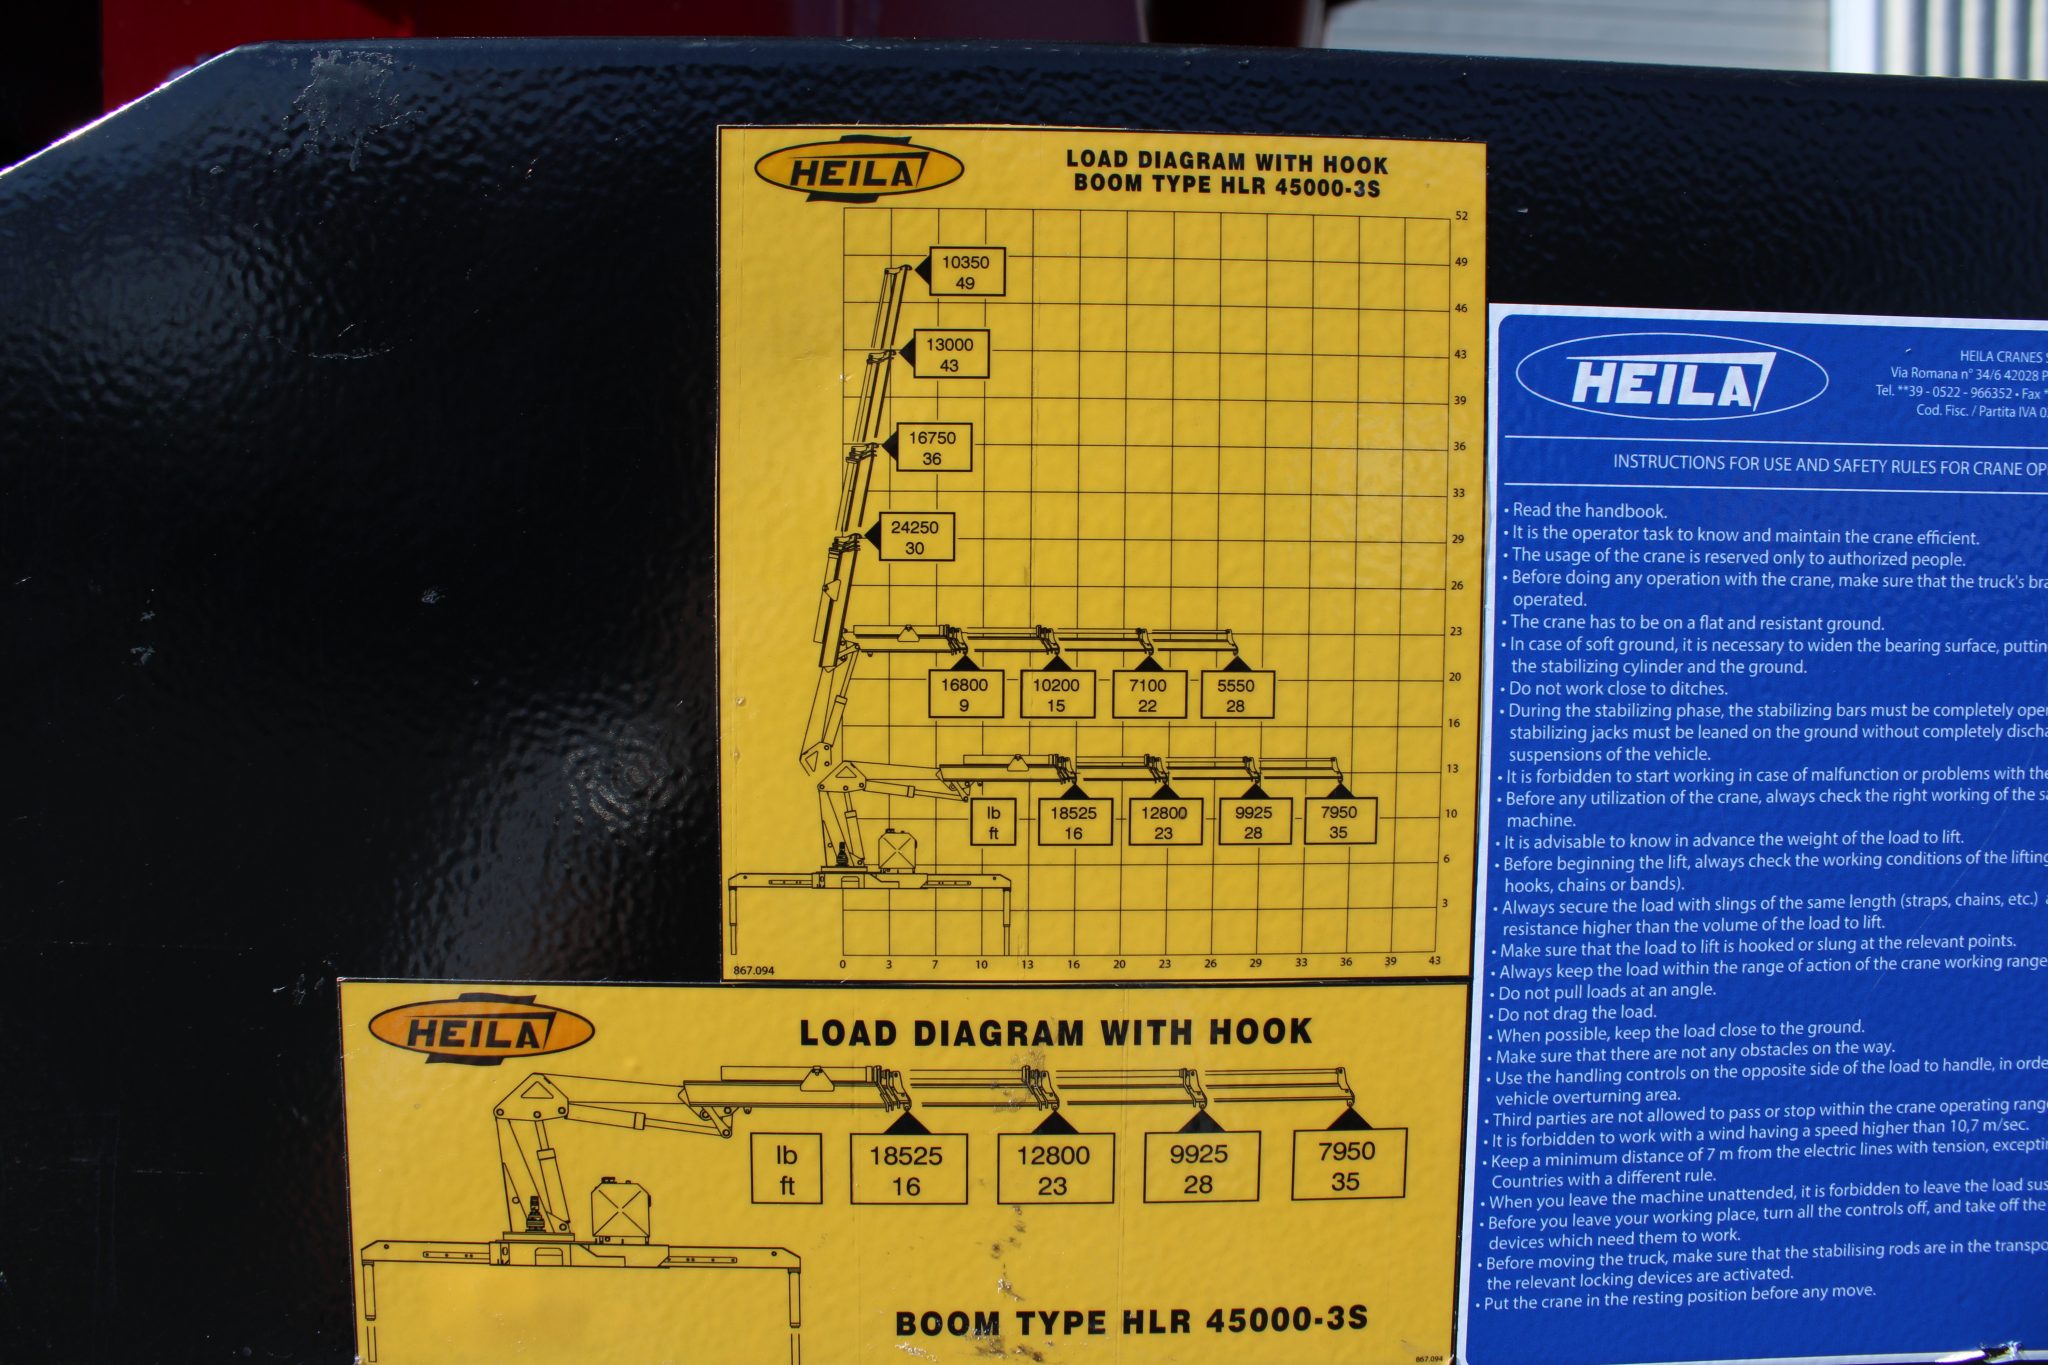 HEILA
LOAD DIAGRAM WITH HOOK
BOOM TYPE HLR 45000-3S
52
49
46
43
39
36
33
29
26
23
20
16
13
10
6
3
10350
49
13000
43
16750
36
24250
30
16800
9
10200
15
7100
22
5550
28
lb
ft
18525
16
12800
23
9925
28
7950
35
0 3 7 10 13 16 20 23 26 29 33 36 39 43
867.094
HEILA
LOAD DIAGRAM WITH HOOK
lb
ft
18525
16
12800
23
9925
28
7950
35
BOOM TYPE HLR 45000-3S
867.094
HEILA
HEILA CRANES
Via Romana n° 34/6 42028
Tel. **39 - 0522 - 966352 • Fax
Cod. Fisc. / Partita IVA
INSTRUCTIONS FOR USE AND SAFETY RULES FOR CRANE
• Read the handbook.
• It is the operator task to know and maintain the crane efficient.
• The usage of the crane is reserved only to authorized people.
• Before doing any operation with the crane, make sure that the truck's
operated.
• The crane has to be on a flat and resistant ground.
• In case of soft ground, it is necessary to widen the bearing surface,
the stabilizing cylinder and the ground.
• Do not work close to ditches.
• During the stabilizing phase, the stabilizing bars must be completely
stabilizing jacks must be leaned on the ground without completely
suspensions of the vehicle.
• It is forbidden to start working in case of malfunction or problems with the
• Before any utilization of the crane, always check the right working of the
machine.
• It is advisable to know in advance the weight of the load to lift.
• Before beginning the lift, always check the working conditions of the lifting
hooks, chains or bands).
• Always secure the load with slings of the same length (straps, chains, etc.)
resistance higher than the volume of the load to lift.
• Make sure that the load to lift is hooked or slung at the relevant points.
• Always keep the load within the range of action of the crane working range
• Do not pull loads at an angle.
• Do not drag the load.
• When possible, keep the load close to the ground.
• Make sure that there are not any obstacles on the way.
• Use the handling controls on the opposite side of the load to handle, in
vehicle overturning area.
• Third parties are not allowed to pass or stop within the crane operating
• It is forbidden to work with a wind having a speed higher than 10,7 m/sec.
• Keep a minimum distance of 7 m from the electric lines with tension,
Countries with a different rule.
• When you leave the machine unattended, it is forbidden to leave the load
• Before you leave your working place, turn all the controls off, and take off the
devices which need them to work.
• Before moving the truck, make sure that the stabilising rods are in the
the relevant locking devices are activated.
• Put the crane in the resting position before any move.